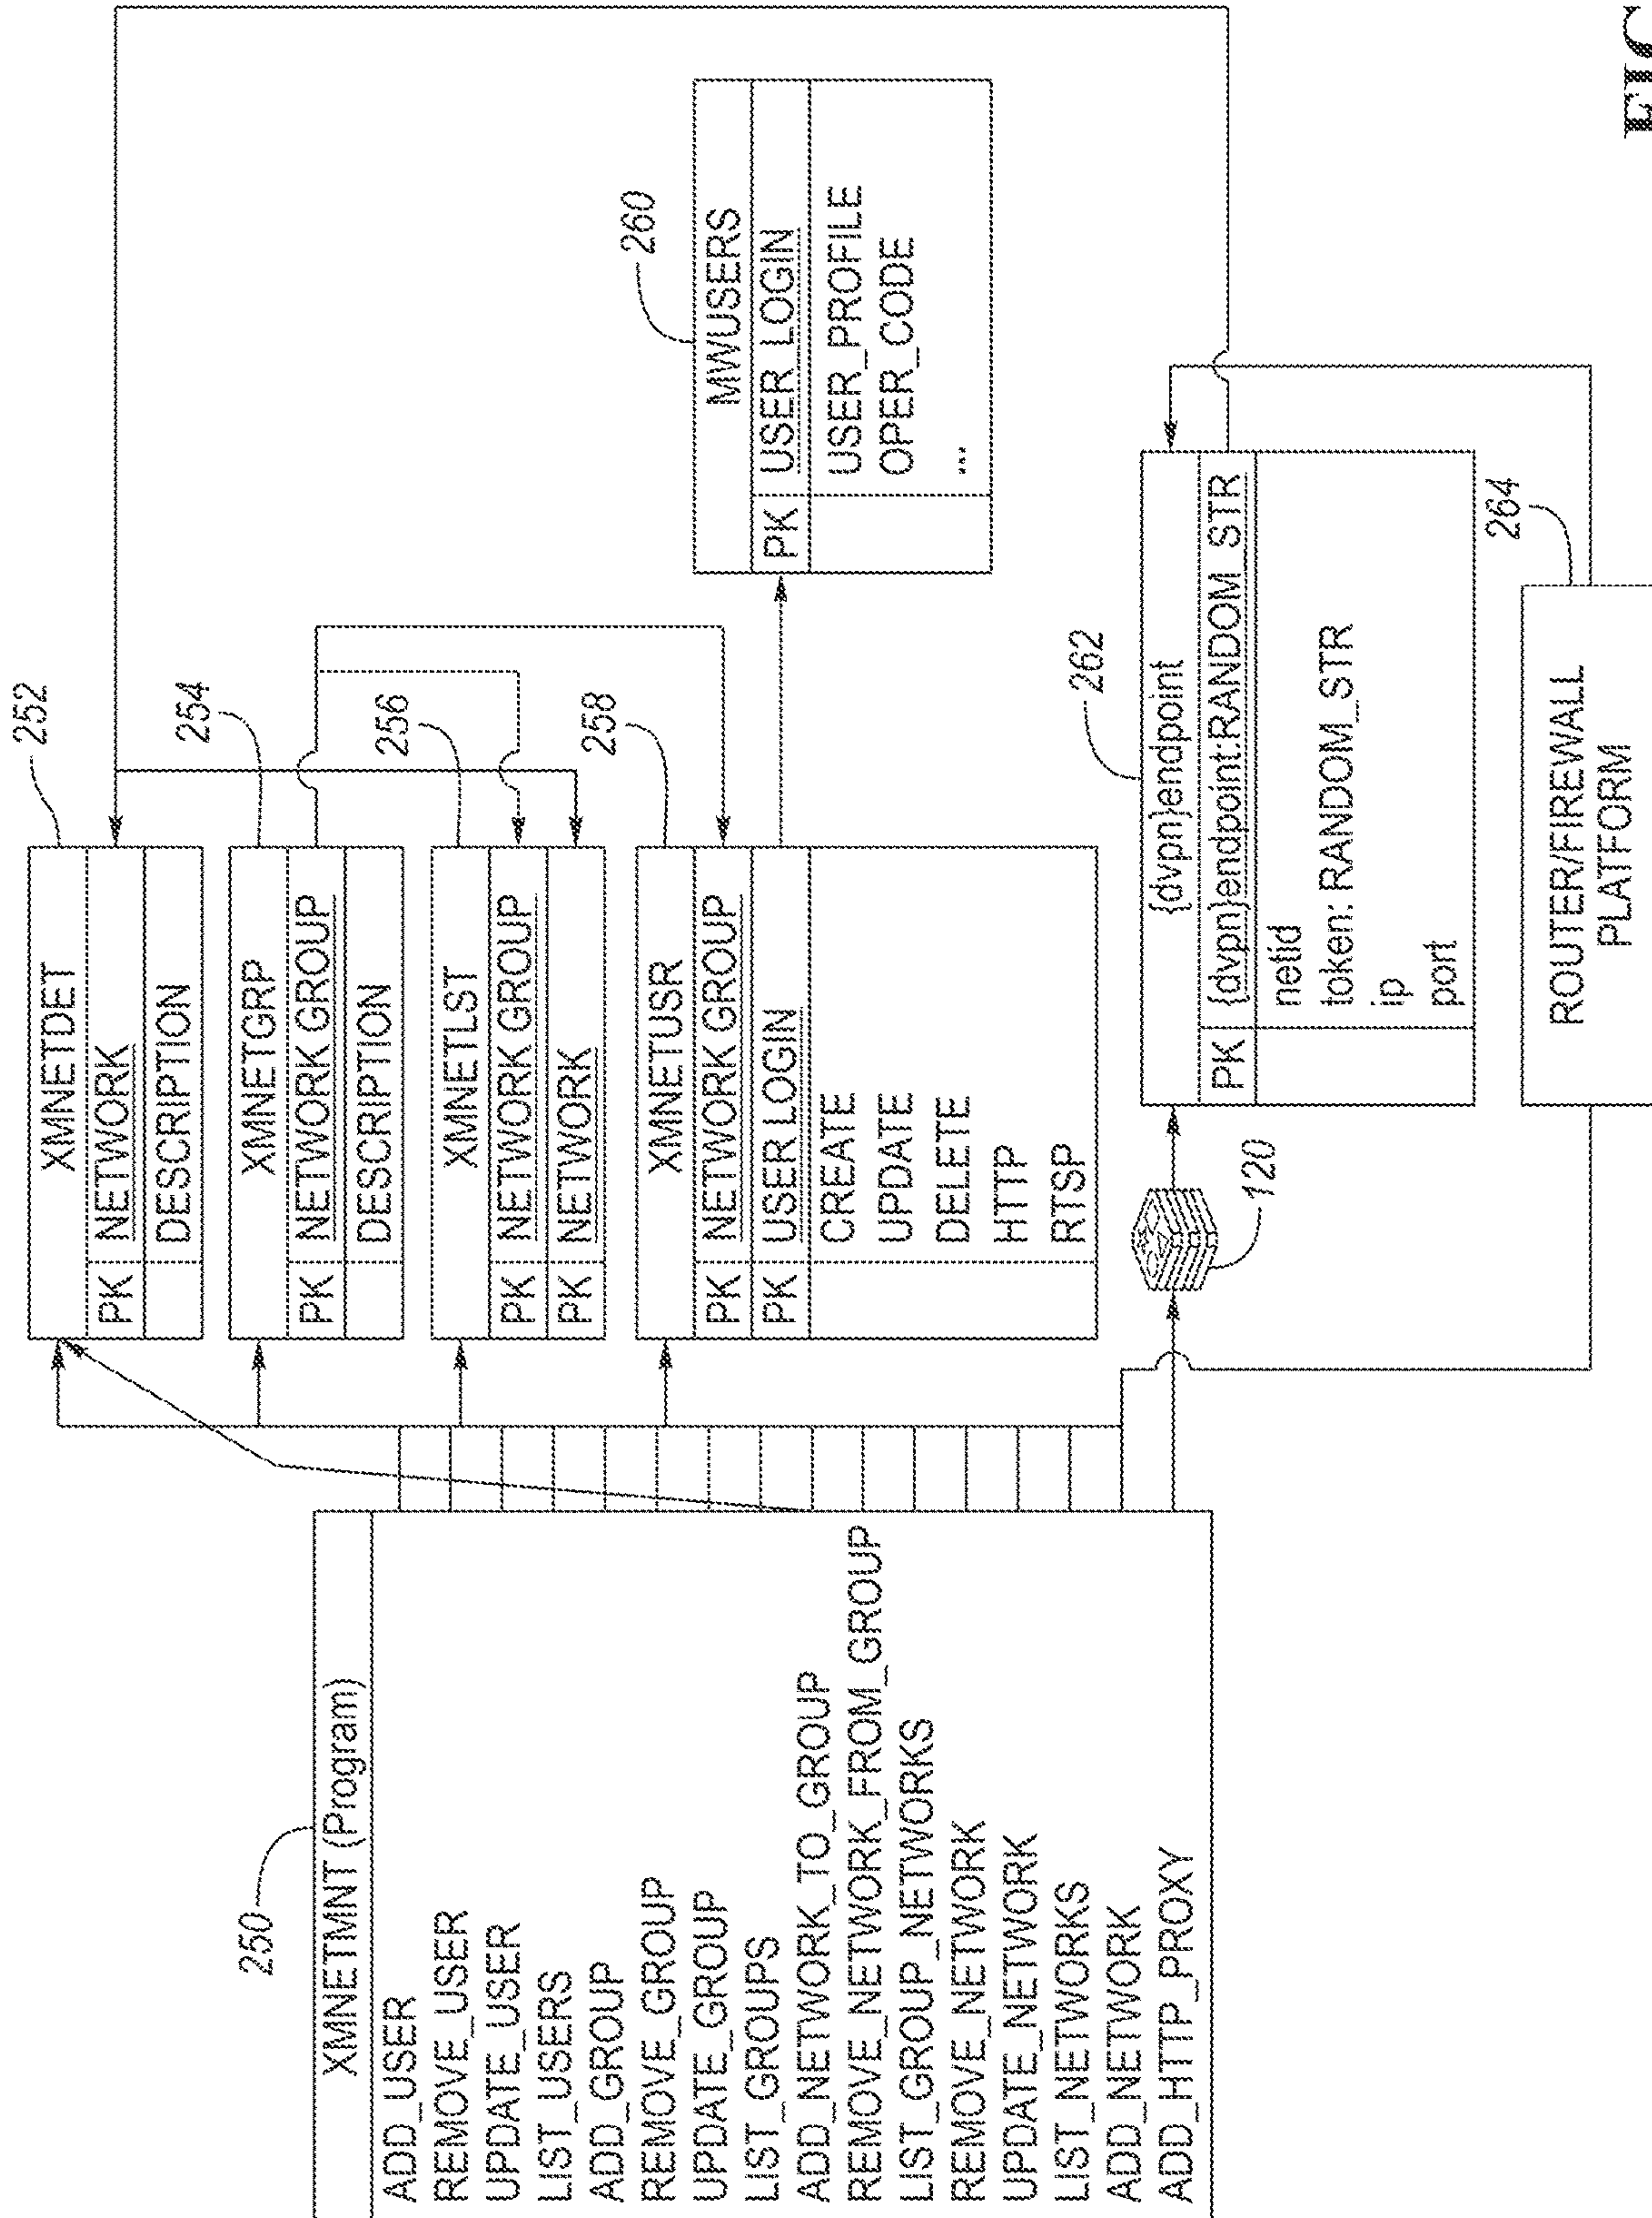 250
XMNETMNT (Program)
ADD_USER
REMOVE_USER
UPDATE_USER
LIST_USERS
ADD_GROUP
REMOVE_GROUP
UPDATE_GROUP
LIST_GROUPS
ADD_NETWORK_TO_GROUP
REMOVE_NETWORK_FROM_GROUP
LIST_GROUP_NETWORKS
REMOVE_NETWORK
UPDATE_NETWORK
LIST_NETWORKS
ADD_NETWORK
ADD_HTTP_PROXY
252
XMNETDET
PK NETWORK
DESCRIPTION
254
XMNETGRP
PK NETWORK GROUP
DESCRIPTION
256
XMNETLST
PK NETWORK GROUP
PK NETWORK
258
XMNETUSR
PK NETWORK GROUP
PK USER LOGIN
CREATE
UPDATE
DELETE
HTTP
RTSP
260
MWUSERS
PK USER_LOGIN
USER_PROFILE
OPER_CODE
...
120
262
{dvpn}endpoint
PK {dvpn}endpoint:RANDOM_STR
netid
token: RANDOM_STR
ip
port
264
ROUTER/FIREWALL
PLATFORM